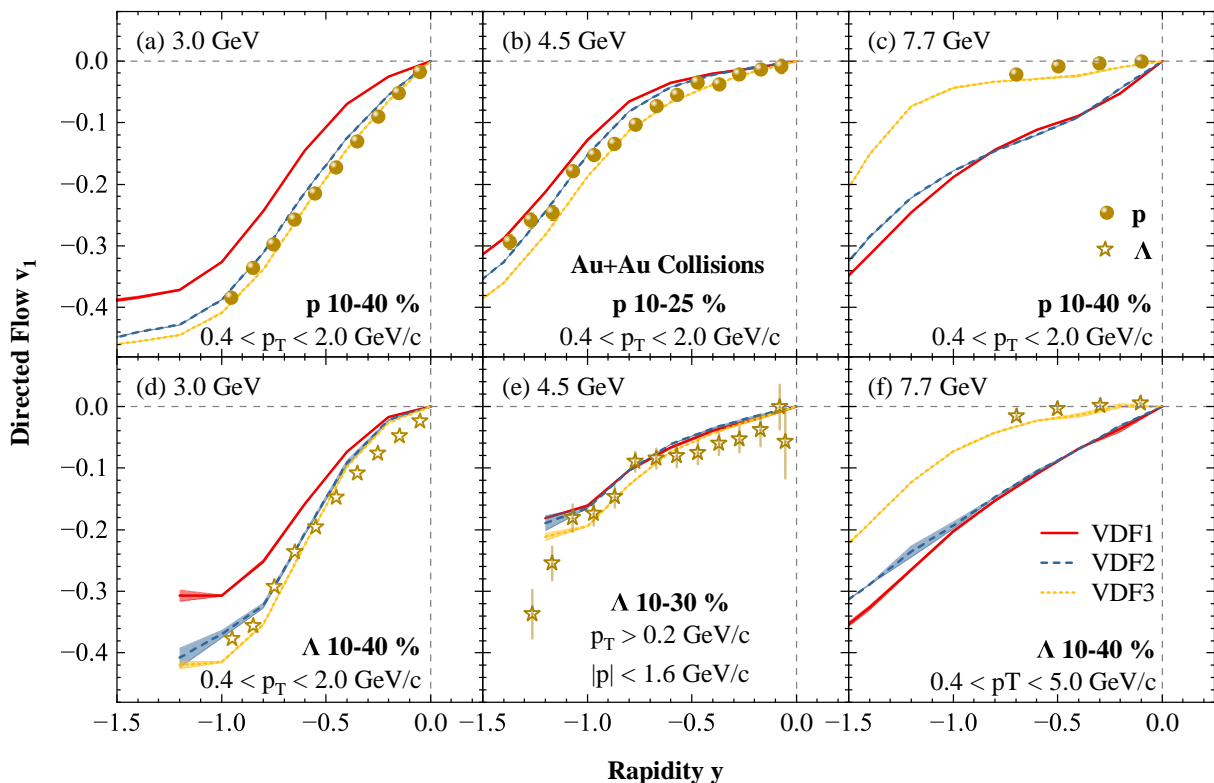 (a) 3.0 GeV
(b) 4.5 GeV
(c) 7.7 GeV
0.0
−0.1
−0.2
−0.3
−0.4
p
Λ
Au+Au Collisions
p 10-40 %
0.4 < p_T < 2.0 GeV/c
p 10-25 %
0.4 < p_T < 2.0 GeV/c
p 10-40 %
0.4 < p_T < 2.0 GeV/c
Directed Flow v_1
(d) 3.0 GeV
(e) 4.5 GeV
(f) 7.7 GeV
0.0
−0.1
−0.2
−0.3
−0.4
VDF1
VDF2
VDF3
Λ 10-40 %
0.4 < p_T < 2.0 GeV/c
Λ 10-30 %
p_T > 0.2 GeV/c
|p| < 1.6 GeV/c
Λ 10-40 %
0.4 < pT < 5.0 GeV/c
−1.5 −1.0 −0.5 0.0 −1.5 −1.0 −0.5 0.0 −1.5 −1.0 −0.5 0.0
Rapidity y